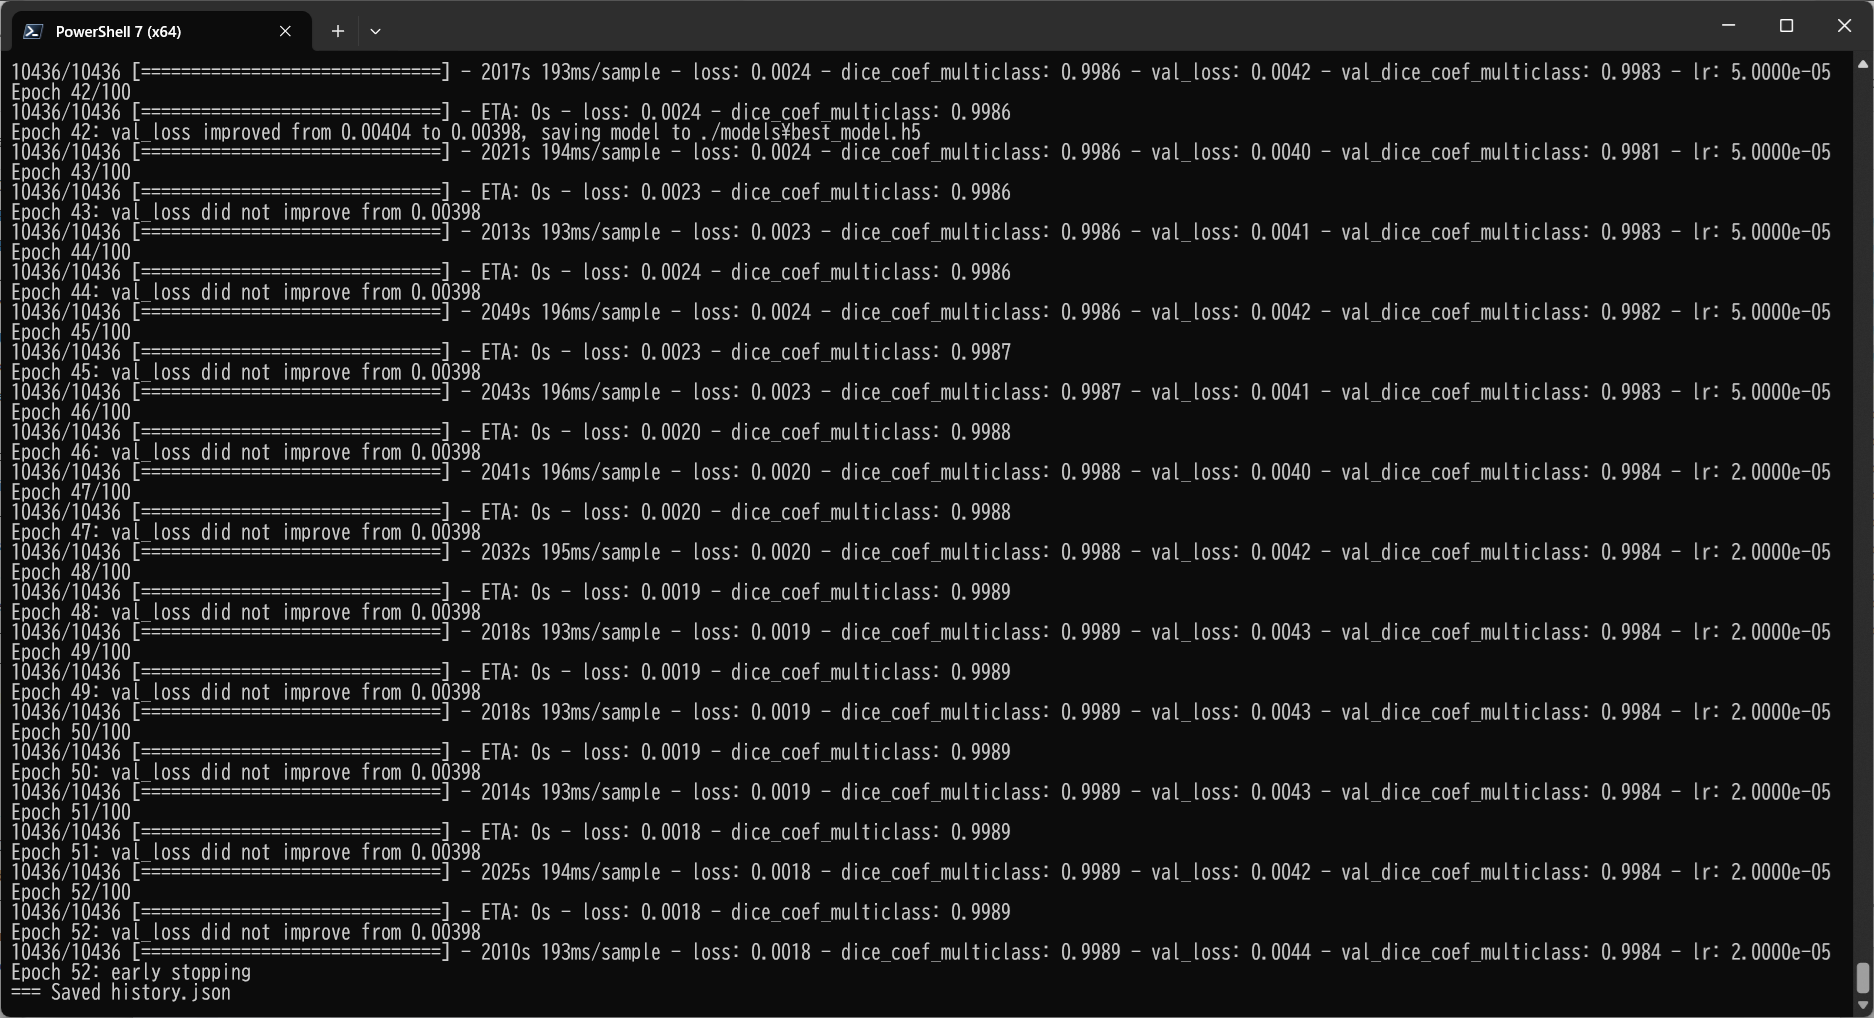 PowerShell 7 (x64)
10436/10436 [==============================] - 2017s 193ms/sample - loss: 0.0024 - dice_coef_multiclass: 0.9986 - val_loss: 0.0042 - val_dice_coef_multiclass: 0.9983 - lr: 5.0000e-05
Epoch 42/100
10436/10436 [==============================] - ETA: 0s - loss: 0.0024 - dice_coef_multiclass: 0.9986
Epoch 42: val_loss improved from 0.00404 to 0.00398, saving model to ./models¥best_model.h5
10436/10436 [==============================] - 2021s 194ms/sample - loss: 0.0024 - dice_coef_multiclass: 0.9986 - val_loss: 0.0040 - val_dice_coef_multiclass: 0.9981 - lr: 5.0000e-05
Epoch 43/100
10436/10436 [==============================] - ETA: 0s - loss: 0.0023 - dice_coef_multiclass: 0.9986
Epoch 43: val_loss did not improve from 0.00398
10436/10436 [==============================] - 2013s 193ms/sample - loss: 0.0023 - dice_coef_multiclass: 0.9986 - val_loss: 0.0041 - val_dice_coef_multiclass: 0.9983 - lr: 5.0000e-05
Epoch 44/100
10436/10436 [==============================] - ETA: 0s - loss: 0.0024 - dice_coef_multiclass: 0.9986
Epoch 44: val_loss did not improve from 0.00398
10436/10436 [==============================] - 2049s 196ms/sample - loss: 0.0024 - dice_coef_multiclass: 0.9986 - val_loss: 0.0042 - val_dice_coef_multiclass: 0.9982 - lr: 5.0000e-05
Epoch 45/100
10436/10436 [==============================] - ETA: 0s - loss: 0.0023 - dice_coef_multiclass: 0.9987
Epoch 45: val_loss did not improve from 0.00398
10436/10436 [==============================] - 2043s 196ms/sample - loss: 0.0023 - dice_coef_multiclass: 0.9987 - val_loss: 0.0041 - val_dice_coef_multiclass: 0.9983 - lr: 5.0000e-05
Epoch 46/100
10436/10436 [==============================] - ETA: 0s - loss: 0.0020 - dice_coef_multiclass: 0.9988
Epoch 46: val_loss did not improve from 0.00398
10436/10436 [==============================] - 2041s 196ms/sample - loss: 0.0020 - dice_coef_multiclass: 0.9988 - val_loss: 0.0040 - val_dice_coef_multiclass: 0.9984 - lr: 2.0000e-05
Epoch 47/100
10436/10436 [==============================] - ETA: 0s - loss: 0.0020 - dice_coef_multiclass: 0.9988
Epoch 47: val_loss did not improve from 0.00398
10436/10436 [==============================] - 2032s 195ms/sample - loss: 0.0020 - dice_coef_multiclass: 0.9988 - val_loss: 0.0042 - val_dice_coef_multiclass: 0.9984 - lr: 2.0000e-05
Epoch 48/100
10436/10436 [==============================] - ETA: 0s - loss: 0.0019 - dice_coef_multiclass: 0.9989
Epoch 48: val_loss did not improve from 0.00398
10436/10436 [==============================] - 2018s 193ms/sample - loss: 0.0019 - dice_coef_multiclass: 0.9989 - val_loss: 0.0043 - val_dice_coef_multiclass: 0.9984 - lr: 2.0000e-05
Epoch 49/100
10436/10436 [==============================] - ETA: 0s - loss: 0.0019 - dice_coef_multiclass: 0.9989
Epoch 49: val_loss did not improve from 0.00398
10436/10436 [==============================] - 2018s 193ms/sample - loss: 0.0019 - dice_coef_multiclass: 0.9989 - val_loss: 0.0043 - val_dice_coef_multiclass: 0.9984 - lr: 2.0000e-05
Epoch 50/100
10436/10436 [==============================] - ETA: 0s - loss: 0.0019 - dice_coef_multiclass: 0.9989
Epoch 50: val_loss did not improve from 0.00398
10436/10436 [==============================] - 2014s 193ms/sample - loss: 0.0019 - dice_coef_multiclass: 0.9989 - val_loss: 0.0043 - val_dice_coef_multiclass: 0.9984 - lr: 2.0000e-05
Epoch 51/100
10436/10436 [==============================] - ETA: 0s - loss: 0.0018 - dice_coef_multiclass: 0.9989
Epoch 51: val_loss did not improve from 0.00398
10436/10436 [==============================] - 2025s 194ms/sample - loss: 0.0018 - dice_coef_multiclass: 0.9989 - val_loss: 0.0042 - val_dice_coef_multiclass: 0.9984 - lr: 2.0000e-05
Epoch 52/100
10436/10436 [==============================] - ETA: 0s - loss: 0.0018 - dice_coef_multiclass: 0.9989
Epoch 52: val_loss did not improve from 0.00398
10436/10436 [==============================] - 2010s 193ms/sample - loss: 0.0018 - dice_coef_multiclass: 0.9989 - val_loss: 0.0044 - val_dice_coef_multiclass: 0.9984 - lr: 2.0000e-05
Epoch 52: early stopping
=== Saved history.json